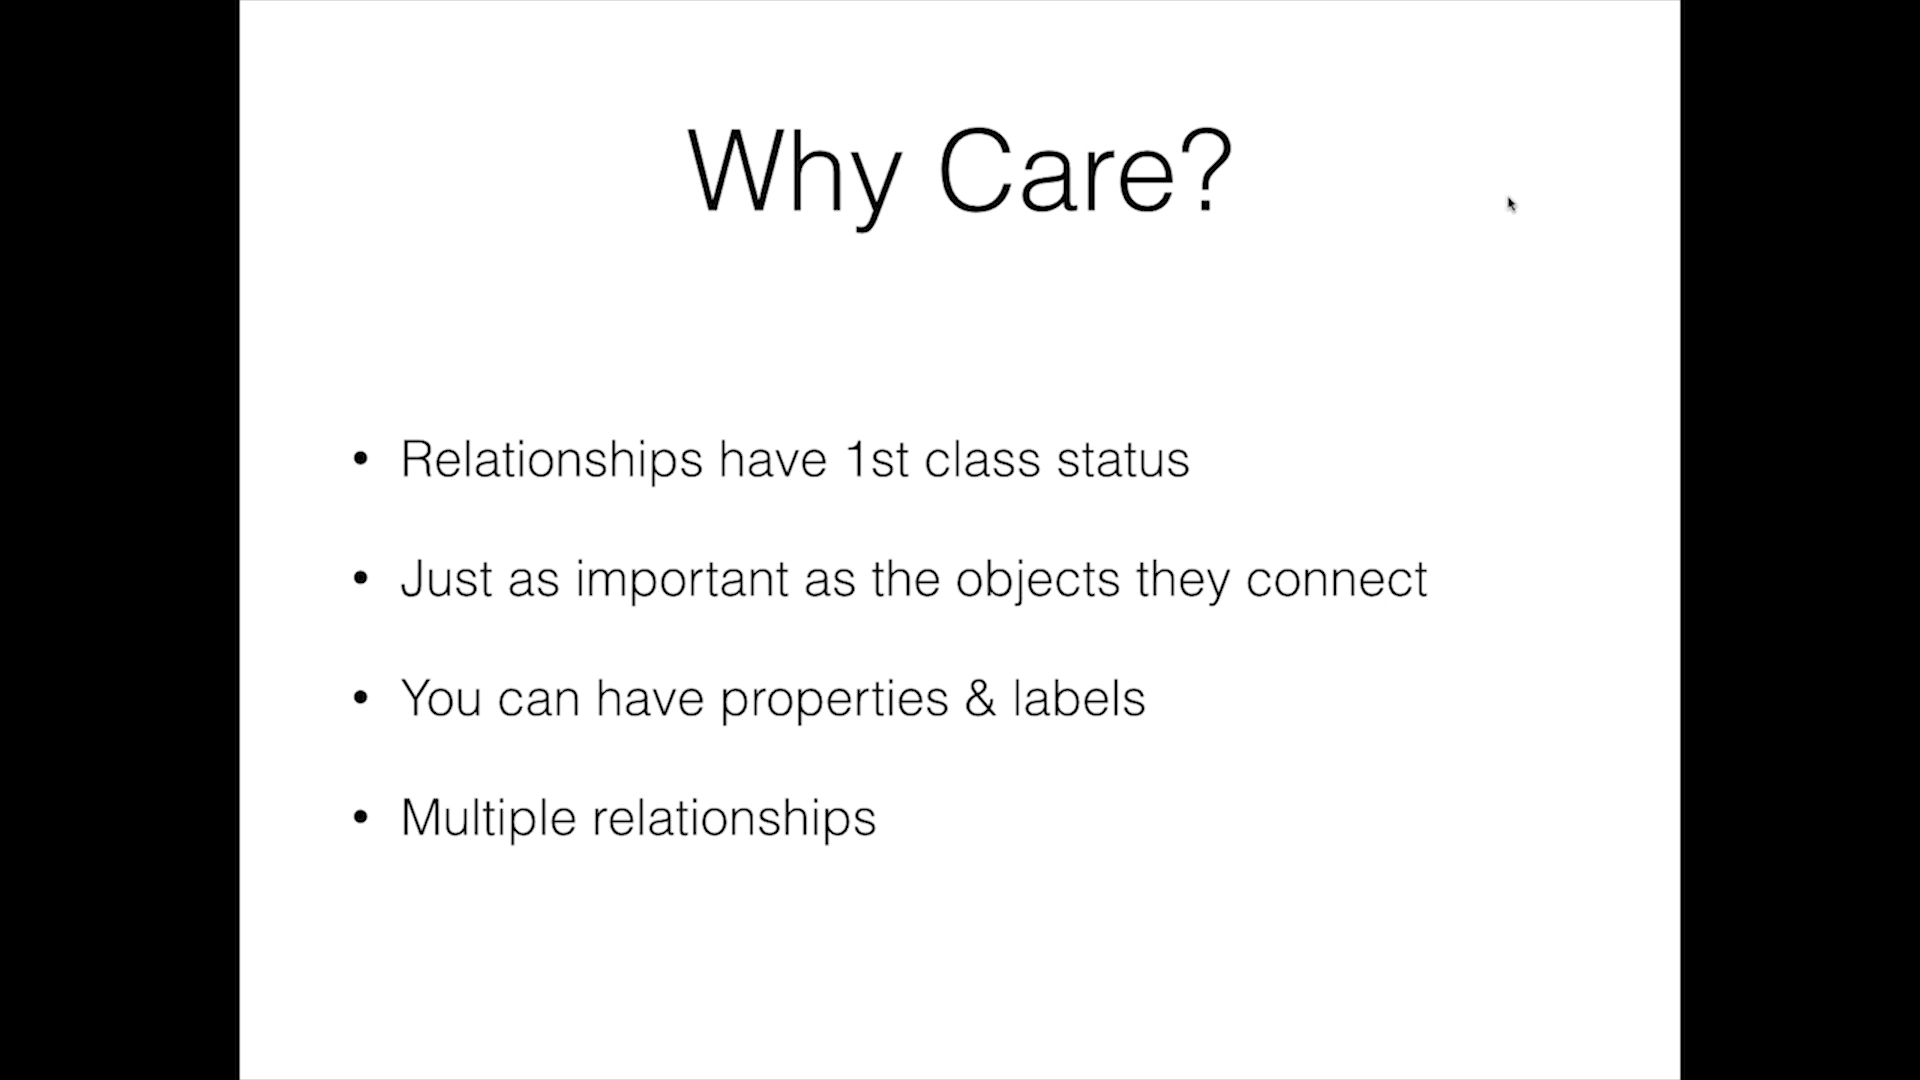 Why Care?
• Relationships have 1st class status
• Just as important as the objects they connect
• You can have properties & labels
• Multiple relationships